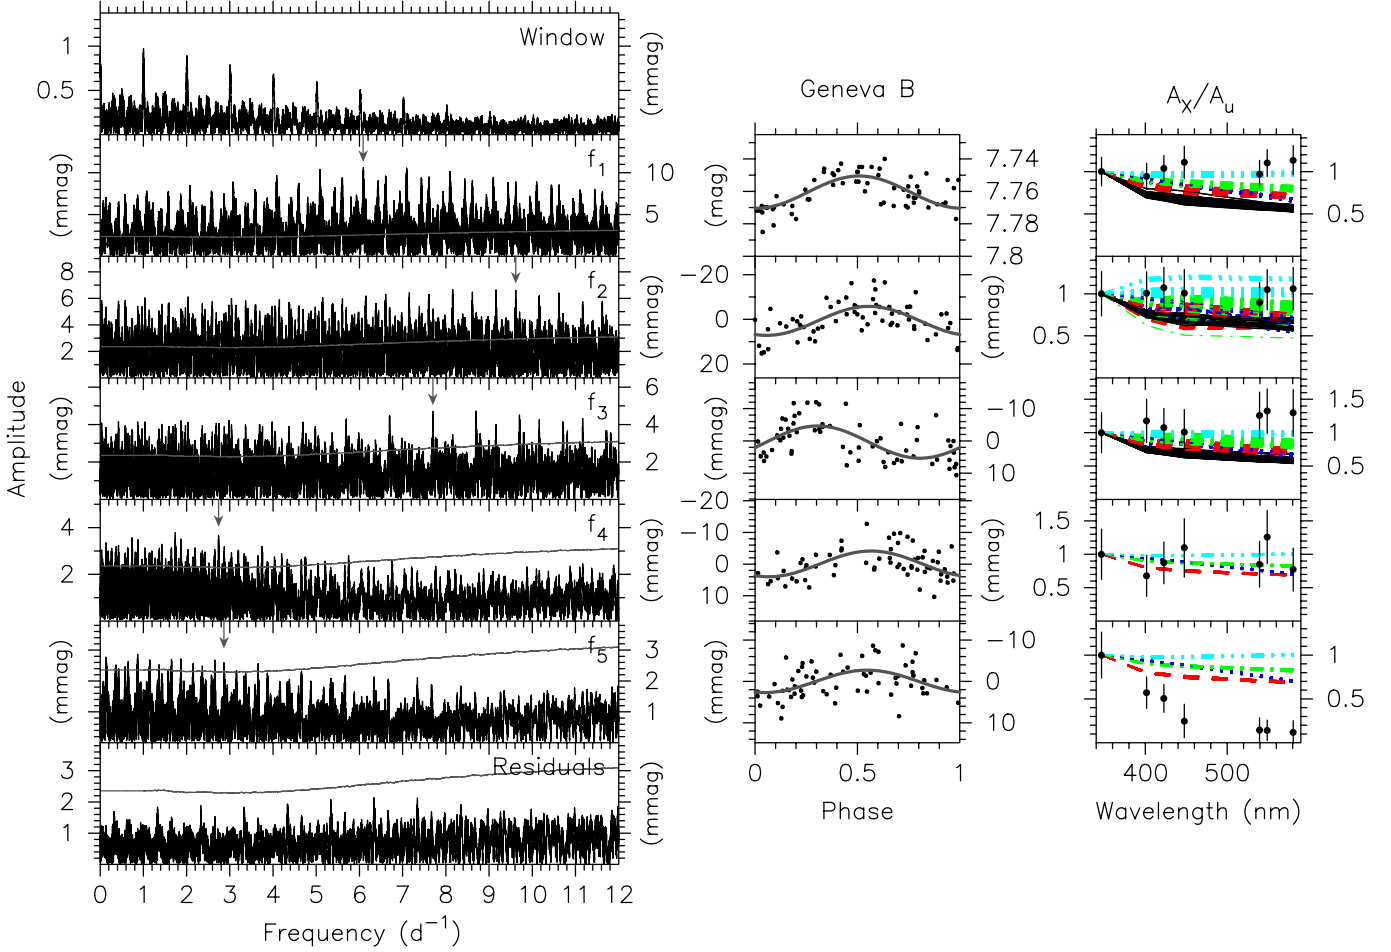 Window
1
0.5
(mmag)
f1
(mmag)
10
5
f2
8
6
4
2
(mmag)
f3
(mmag)
6
4
2
f4
4
2
(mmag)
f5
(mmag)
3
2
1
Residuals
3
2
1
(mmag)
Amplitude
0 1 2 3 4 5 6 7 8 9 10 11 12
Frequency (d−1)
Geneva B
7.74
7.76
7.78
7.8
(mag)
−20
0
20
(mmag)
−10
0
10
(mmag)
−20
−10
0
10
(mmag)
−10
0
10
(mmag)
0 0.5 1
Phase
AX/Au
1
0.5
1
0.5
1.5
1
0.5
1.5
1
0.5
1
0.5
400 500
Wavelength (nm)